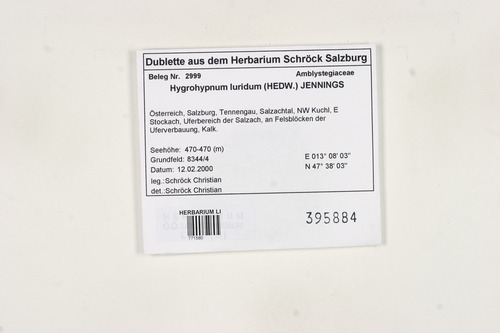 Dublette aus dem Herbarium Schröck Salzburg
Beleg Nr. 2999 Amblystegiaceae
Hygrohypnum luridum (HEDW.) JENNINGS
Österreich, Salzburg, Tennengau, Salzachtal, NW Kuchl, E
Stockach, Uferbereich der Salzach, an Felsblöcken der
Uferverbauung, Kalk.
Seehöhe: 470-470 (m)
Grundfeld: 8344/4 E 013° 08' 03"
Datum: 12.02.2000 N 47° 38' 03"
leg.:Schröck Christian
det.:Schröck Christian
HERBARIUM LI
395884
771580